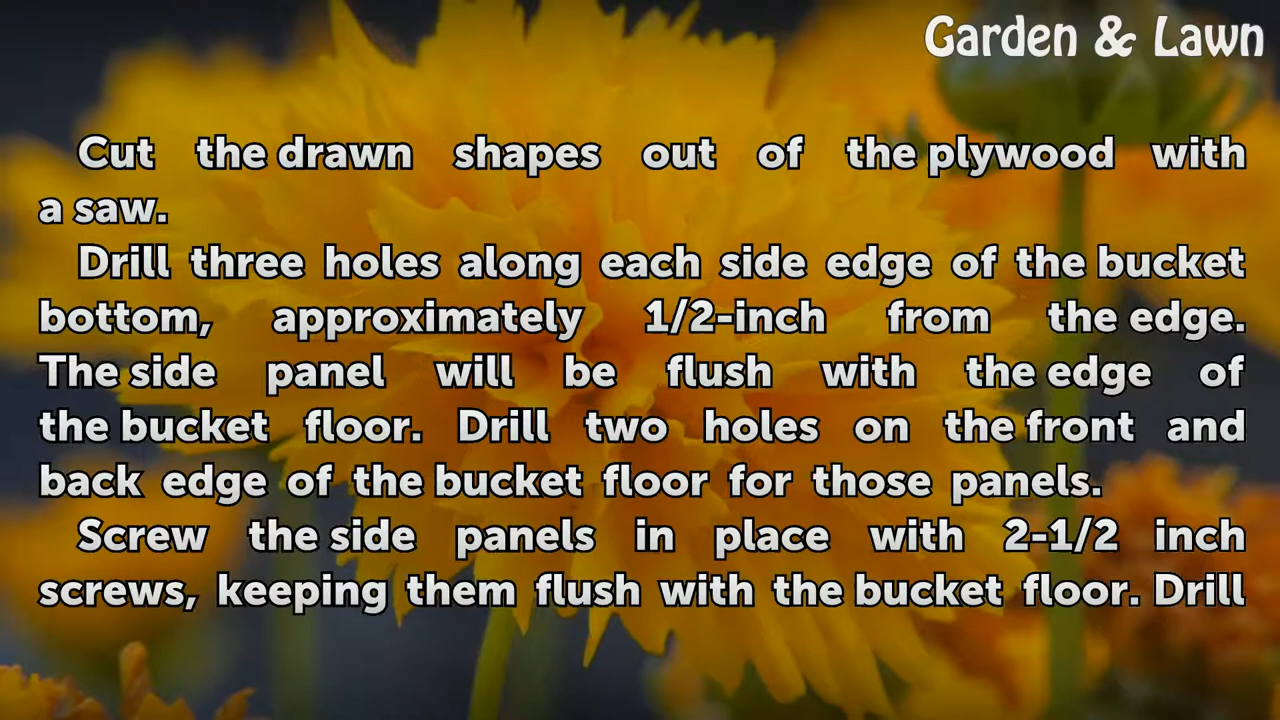 Garden & Lawn
Cut the drawn shapes out of the plywood with
a saw.
Drill three holes along each side edge of the bucket
bottom, approximately 1/2-inch from the edge.
The side panel will be flush with the edge of
the bucket floor. Drill two holes on the front and
back edge of the bucket floor for those panels.
Screw the side panels in place with 2-1/2 inch
screws, keeping them flush with the bucket floor. Drill